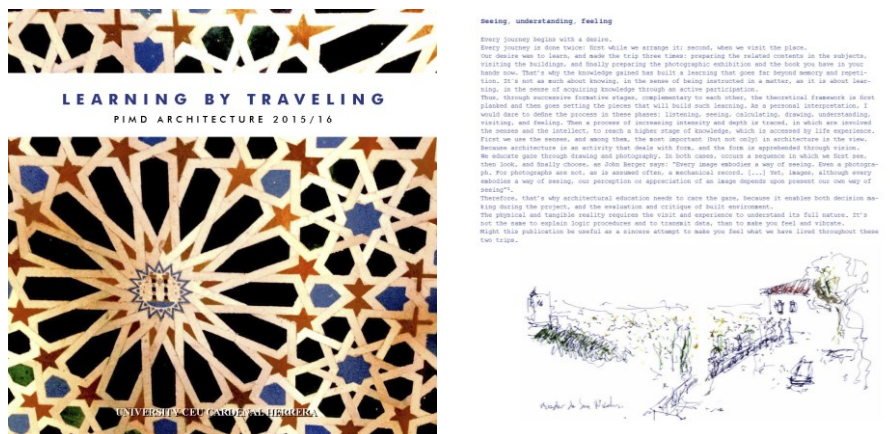 LEARNING BY TRAVELING
PIMD ARCHITECTURE 2015/16
UNIVERSITY CEU CARDENAL HERRERA
Seeing, understanding, feeling
Every journey begins with a desire.
Every journey is done twice: first while we arrange it; second, when we visit the place.
Our desire was to learn, and made the trip three times: preparing the related contents in the subjects,
visiting the buildings, and finally preparing the photographic exhibition and the book you have in your
hands now. That's why the knowledge gained has built a learning that goes far beyond memory and repeti-
tion. It's not as much about knowing, in the sense of being instructed in a matter, as it is about lear-
ning, in the sense of acquiring knowledge through an active participation.
Thus, through successive formative stages, complementary to each other, the theoretical framework is first
planked and then goes setting the pieces that will build such learning. As a personal interpretation, I
would dare to define the process in these phases: listening, seeing, calculating, drawing, understanding,
visiting, and feeling. Then a process of increasing intensity and depth is traced, in which are involved
the senses and the intellect, to reach a higher stage of knowledge, which is accessed by life experience.
First we use the senses, and among them, the most important (but not only) in architecture is the view.
Because architecture is an activity that deals with form, and the form is apprehended through vision.
We educate gaze through drawing and photography. In both cases, occurs a sequence in which we first see,
then look, and finally choose, as John Berger says: "Every image embodies a way of seeing. Even a photogra-
ph. For photographs are not, as is assumed often, a mechanical record. [...] Yet, images, although every
embodies a way of seeing, our perception or appreciation of an image depends upon present our own way of
seeing"¹.
Therefore, that's why architectural education needs to care the gaze, because it enables both decision ma-
king during the project, and the evaluation and critique of built environment.
The physical and tangible reality requires the visit and experience to understand its full nature. It's
not the same to explain logic procedures and to transmit data, than to make you feel and vibrate.
Might this publication be useful as a sincere attempt to make you feel what we have lived throughout these
two trips.